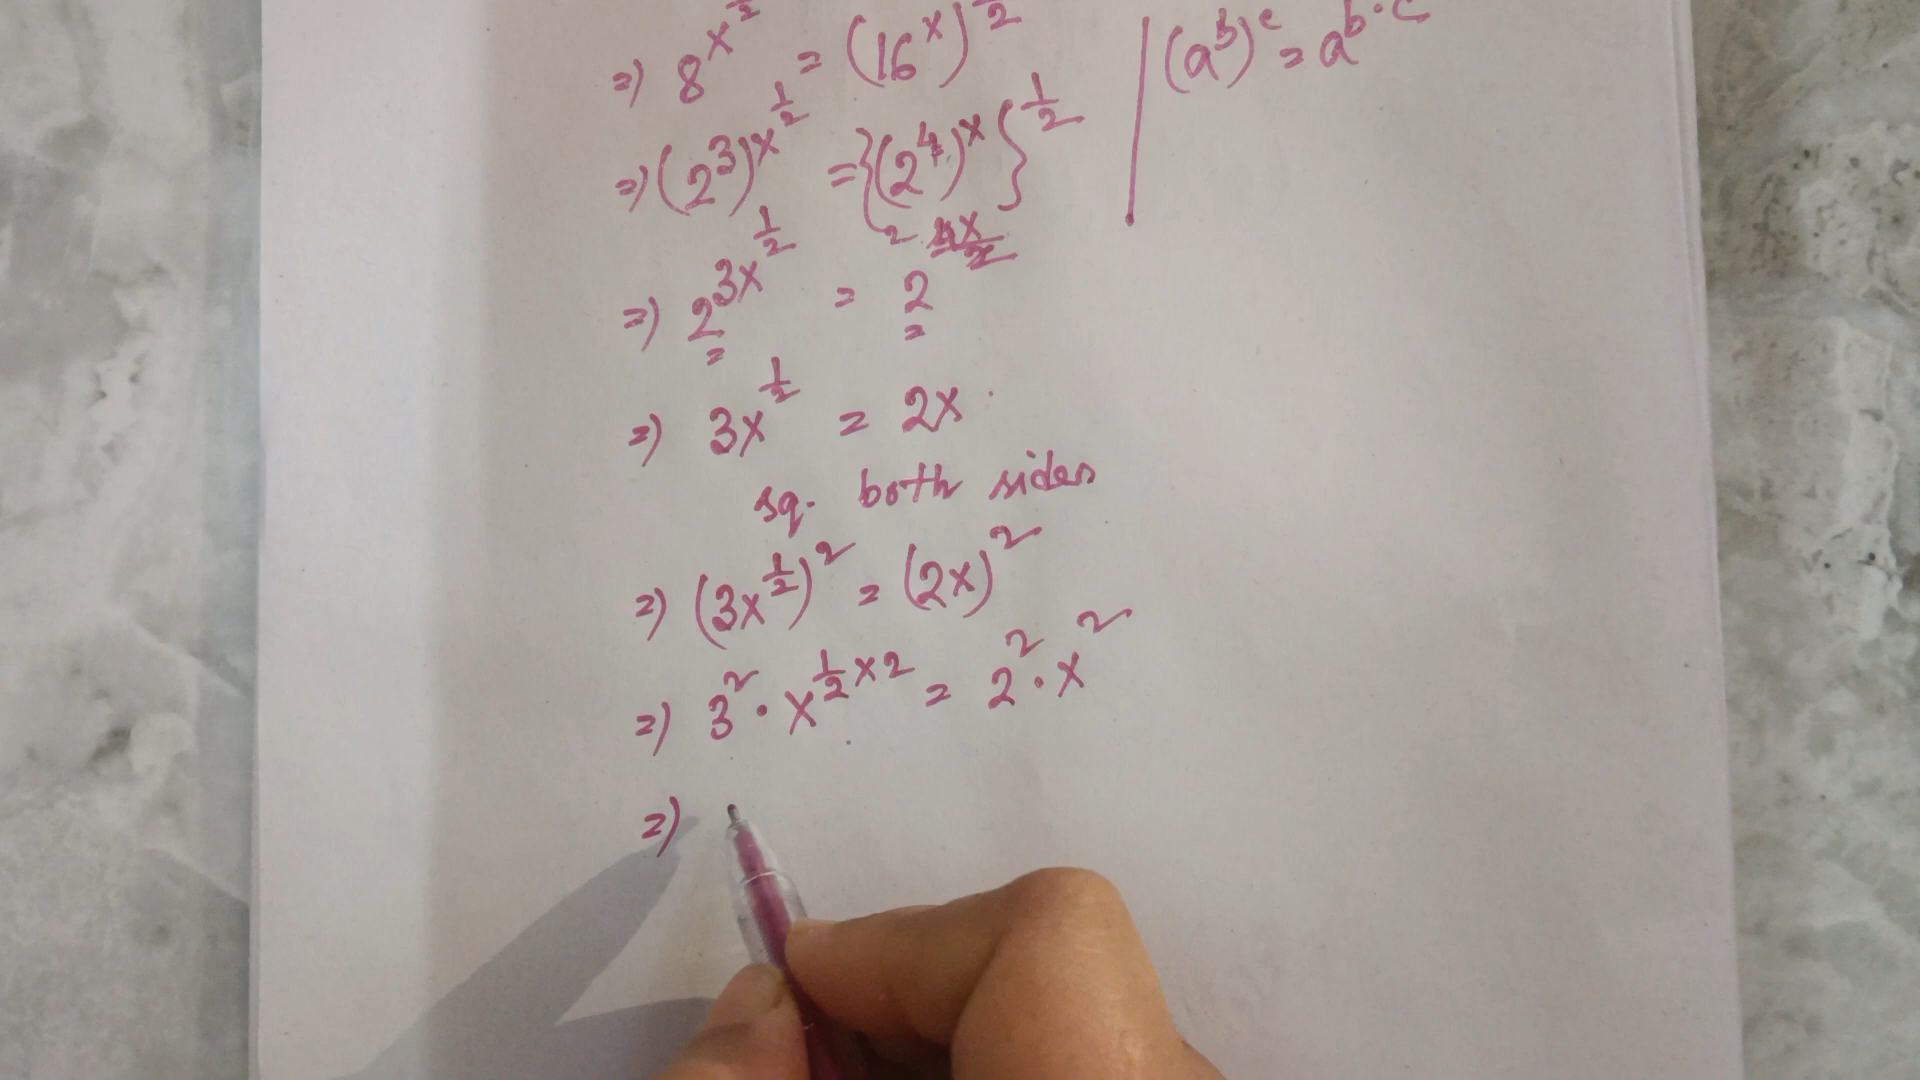 =) 8^x^1/2 = (16^x)^1/2 | (a^b)^c = a^b·c
=) (2^3)^x^1/2 = {(2^4)^x}^1/2
=) 2^3x^1/2 = 2^4x/2 2
=) 3x^1/2 = 2x
sq. both sides
=) (3x^1/2)^2 = (2x)^2
=) 3^2 · x^1/2×2 = 2^2 · x^2
=)